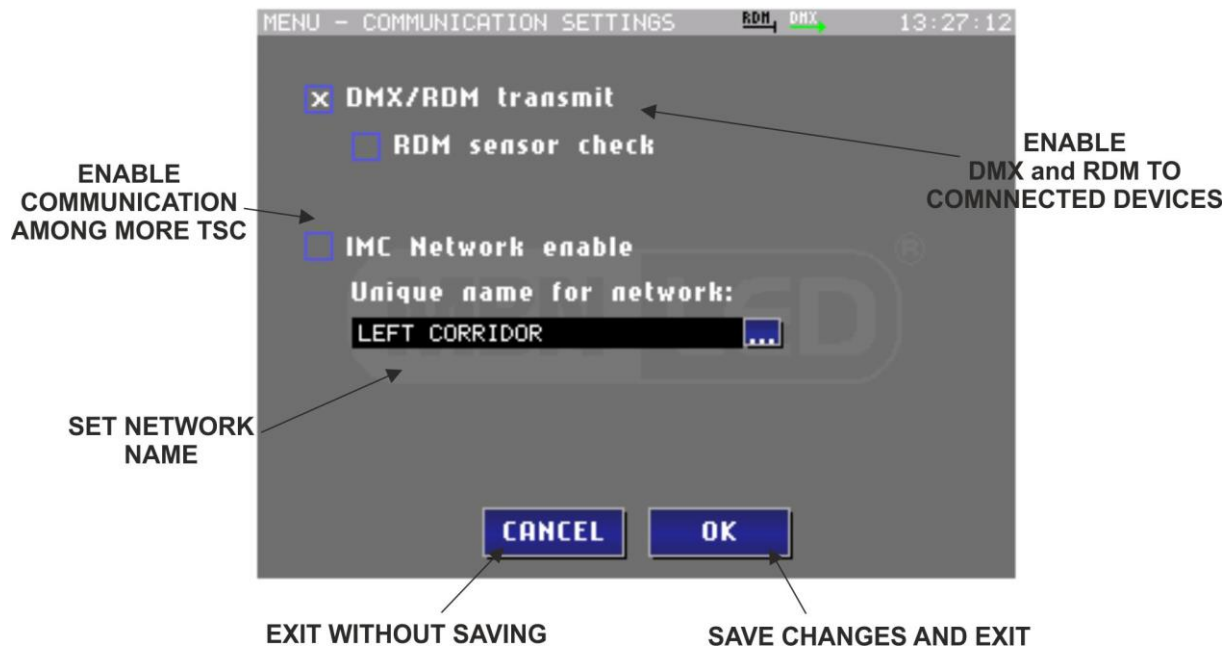 MENU - COMMUNICATION SETTINGS RDM DMX 13:27:12
X DMX/RDM transmit
RDM sensor check
ENABLE
DMX and RDM TO
COMNNECTED DEVICES
ENABLE
COMMUNICATION
AMONG MORE TSC
IMC Network enable
Unique name for network:
LEFT CORRIDOR ...
MBN LED ®
SET NETWORK
NAME
CANCEL OK
EXIT WITHOUT SAVING
SAVE CHANGES AND EXIT